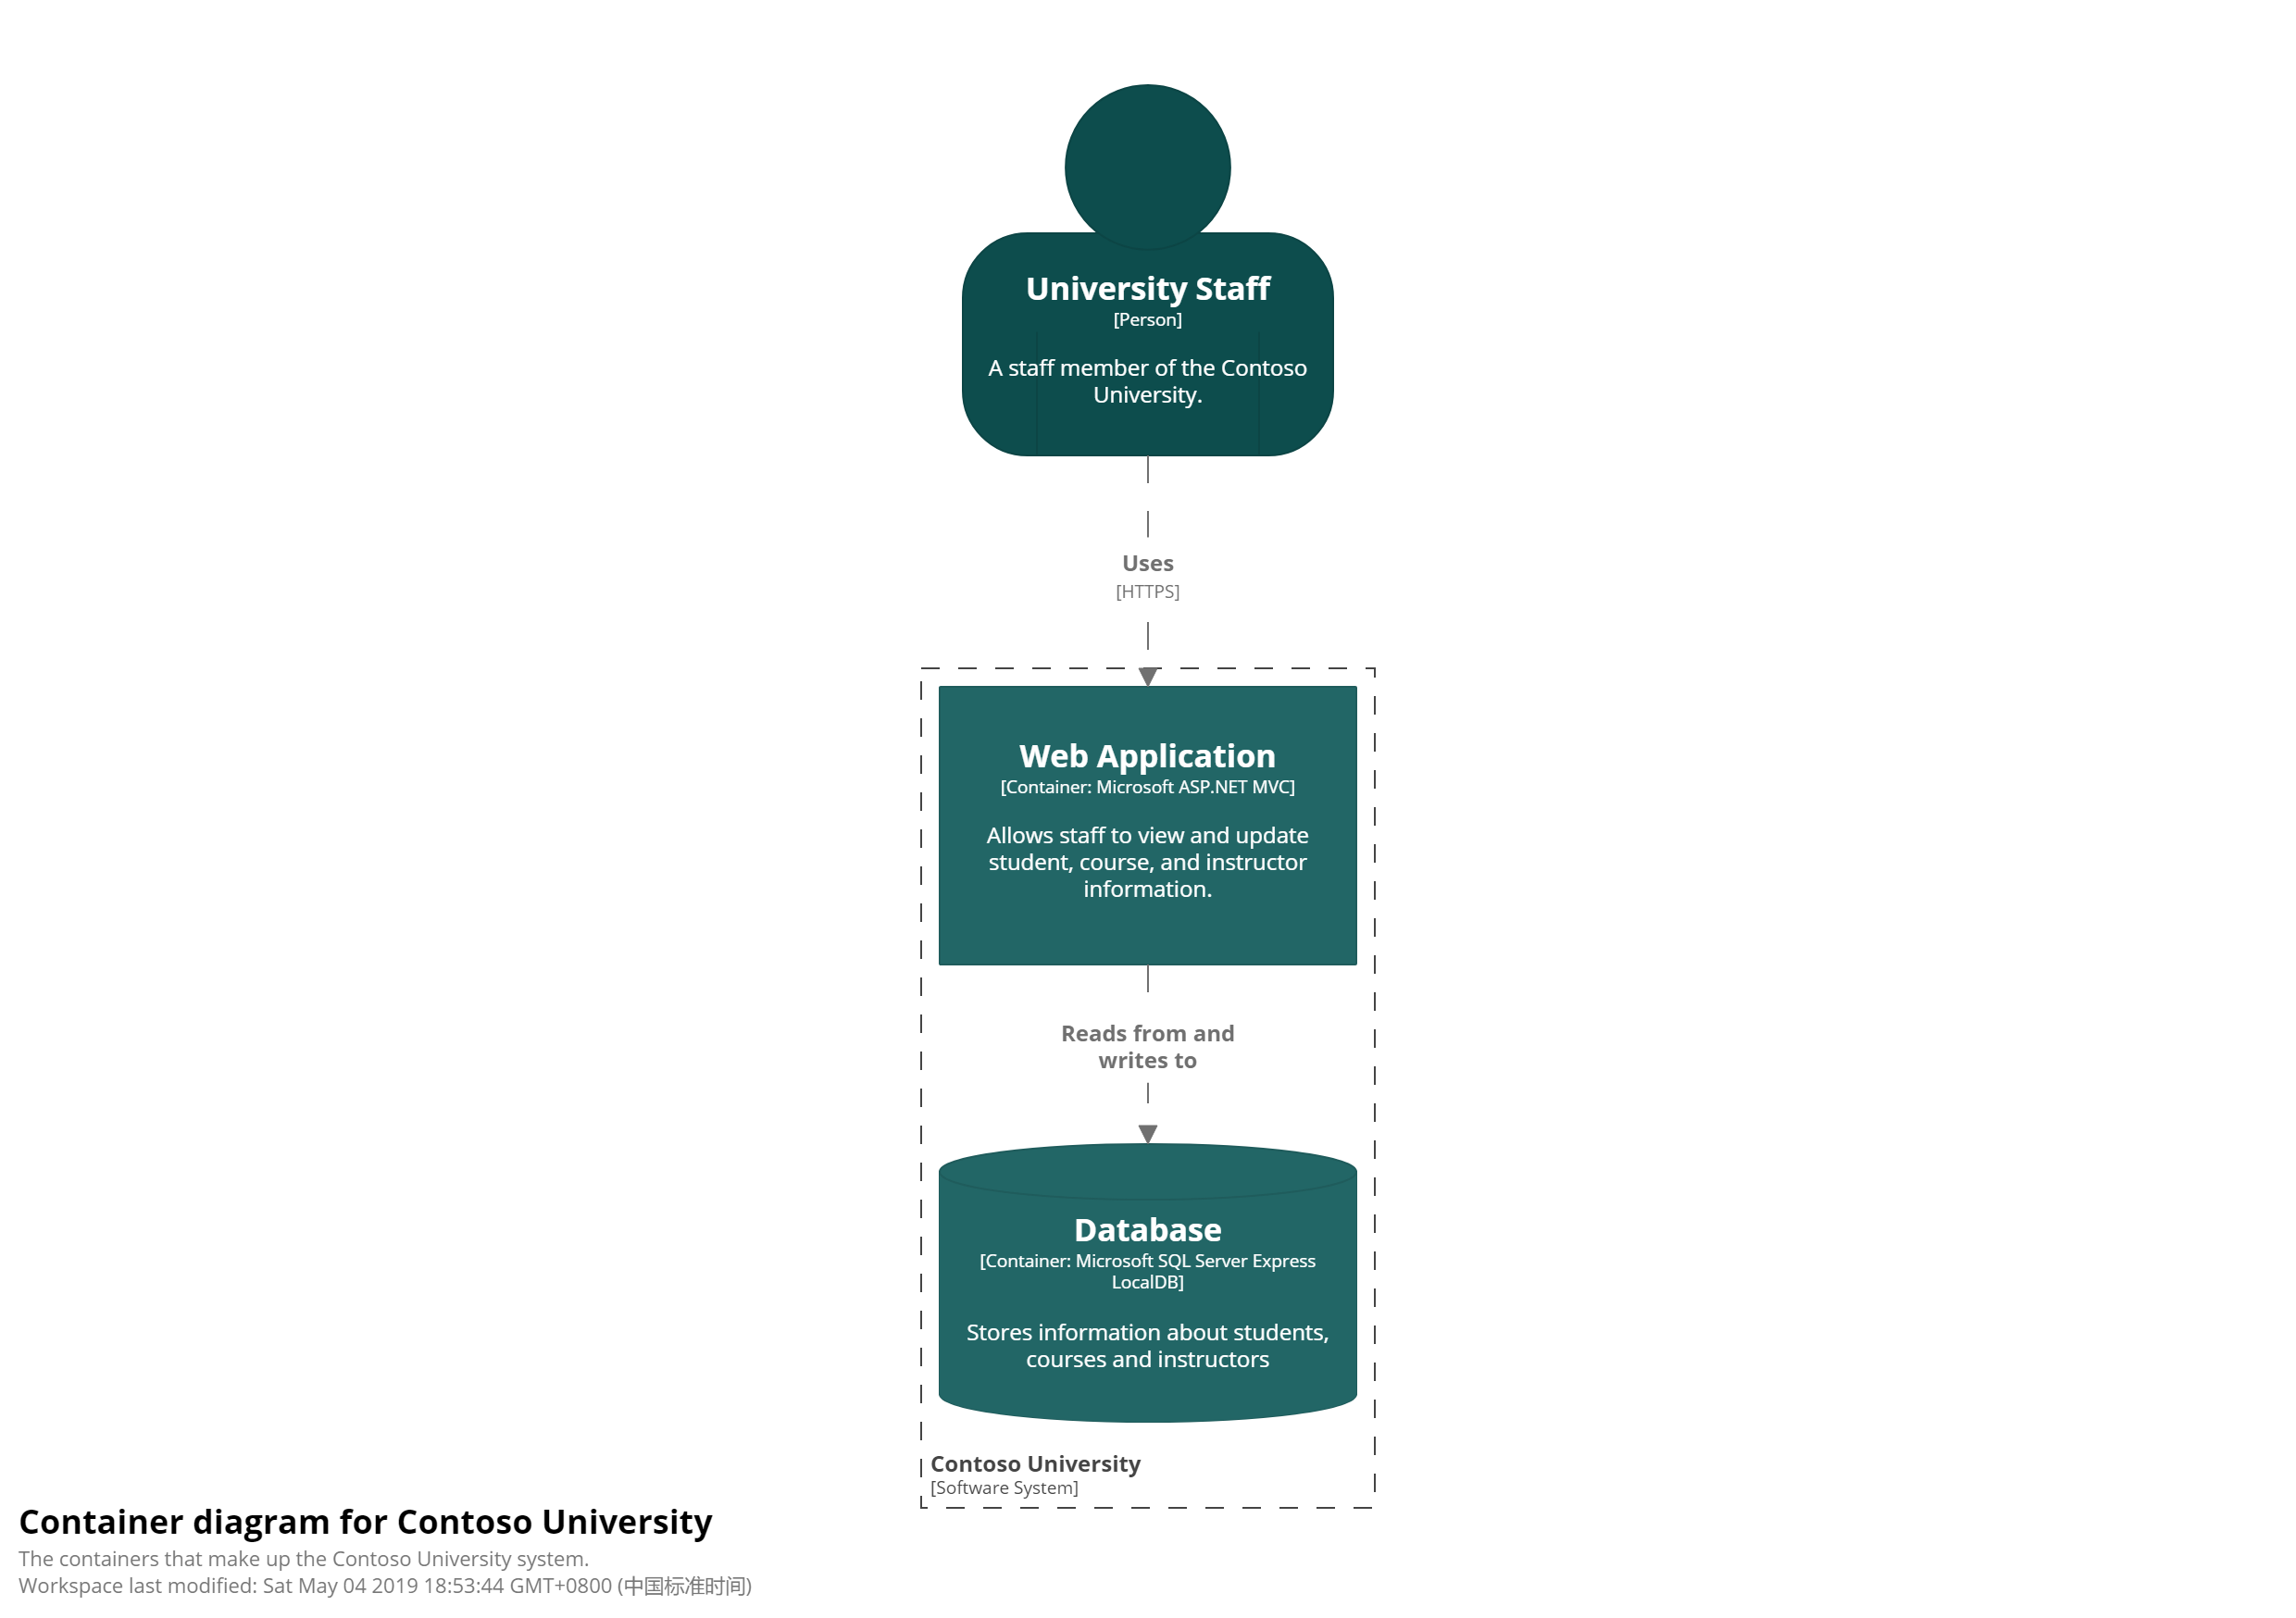 University Staff
[Person]
A staff member of the Contoso
University.
Uses
[HTTPS]
Web Application
[Container: Microsoft ASP.NET MVC]
Allows staff to view and update
student, course, and instructor
information.
Reads from and
writes to
Database
[Container: Microsoft SQL Server Express
LocalDB]
Stores information about students,
courses and instructors
Contoso University
[Software System]
Container diagram for Contoso University
The containers that make up the Contoso University system.
Workspace last modified: Sat May 04 2019 18:53:44 GMT+0800 (中国标准时间)